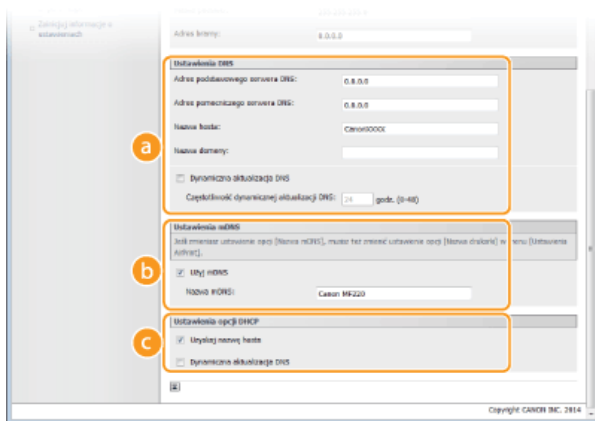 Zaimportuj informacje o
ustawieniach
Adres bramy:
0.0.0.0
Ustawienia DNS
Adres podstawowego serwera DNS:
0.0.0.0
Adres pomocniczego serwera DNS:
0.0.0.0
Nazwa hosta:
CanonXXXX
Nazwa domeny:
a
Dynamiczna aktualizacja DNS
Częstotliwość dynamicznej aktualizacji DNS:
24
godz. (0-48)
Ustawienia mDNS
Jeśli zmienisz ustawienie opcji [Nazwa mDNS], musisz też zmienić ustawienie opcji [Nazwa drukarki] w menu [Ustawienia
AirPrint].
b
Użyj mDNS
Nazwa mDNS:
Canon MF220
Ustawienia opcji DHCP
c
Uzyskaj nazwę hosta
Dynamiczna aktualizacja DNS
Copyright CANON INC. 2014